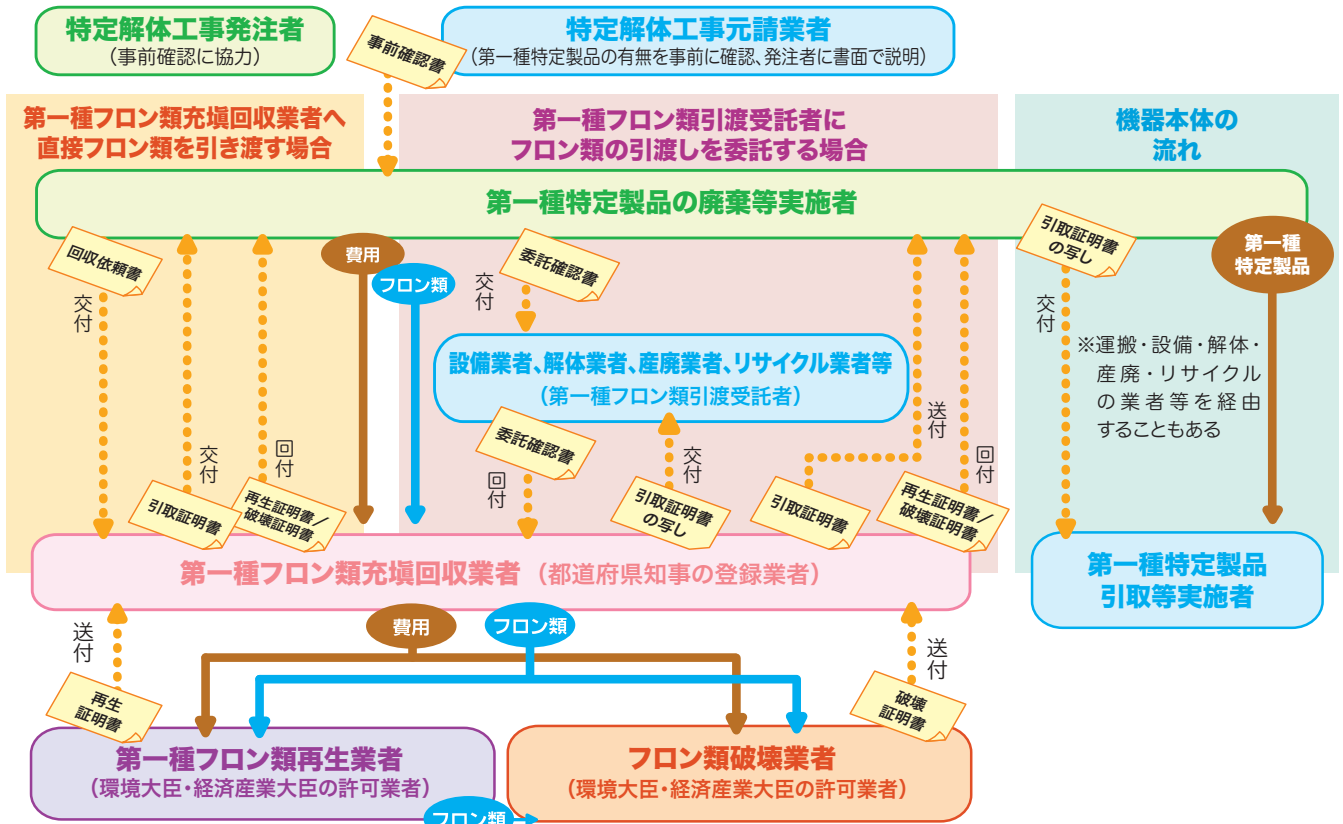 特定解体工事発注者
(事前確認に協力)
事前確認書
特定解体工事元請業者
(第一種特定製品の有無を事前に確認、発注者に書面で説明)
第一種フロン類充塡回収業者へ
直接フロン類を引き渡す場合
第一種フロン類引渡受託者に
フロン類の引渡しを委託する場合
機器本体の
流れ
第一種特定製品の廃棄等実施者
回収依頼書
交付
引取証明書
交付
再生証明書/
破壊証明書
回付
費用
フロン類
委託確認書
交付
設備業者、解体業者、産廃業者、リサイクル業者等
(第一種フロン類引渡受託者)
委託確認書
回付
引取証明書
の写し
交付
引取証明書
送付
再生証明書/
破壊証明書
回付
引取証明書
の写し
交付
第一種
特定製品
※運搬・設備・解体・
産廃・リサイクル
の業者等を経由
することもある
第一種フロン類充塡回収業者(都道府県知事の登録業者)
第一種特定製品
引取等実施者
送付
再生
証明書
費用
フロン類
送付
破壊
証明書
第一種フロン類再生業者
(環境大臣・経済産業大臣の許可業者)
フロン類破壊業者
(環境大臣・経済産業大臣の許可業者)
フロン類